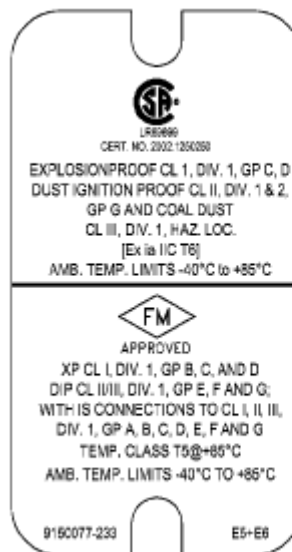 SA
LR69699
CERT. NO. 2002.1250250
EXPLOSIONPROOF CL 1, DIV. 1, GP C, D
DUST IGNITION PROOF CL II, DIV. 1 & 2,
GP G AND COAL DUST
CL III, DIV. 1, HAZ. LOC.
[Ex ia IIC T6]
AMB. TEMP. LIMITS -40°C to +85°C
FM
APPROVED
XP CL I, DIV. 1, GP B, C, AND D
DIP CL II/III, DIV. 1, GP E, F AND G;
WITH IS CONNECTIONS TO CL I, II, III,
DIV. 1, GP A, B, C, D, E, F AND G
TEMP. CLASS T5@+85°C
AMB. TEMP. LIMITS -40°C TO +85°C
9150077-233 E5+E6